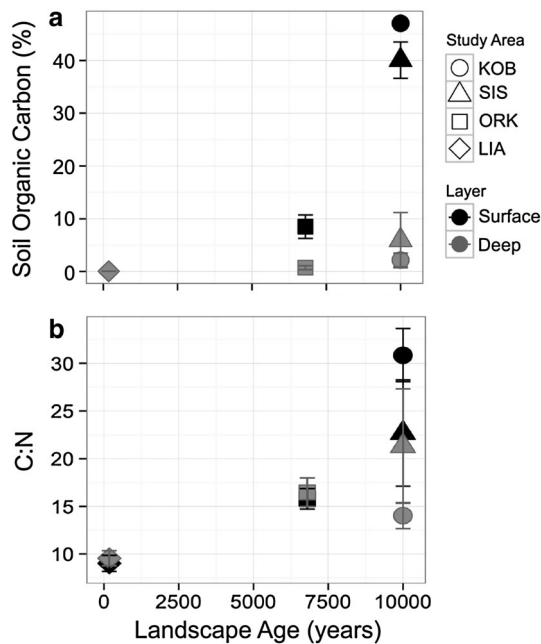 a
Soil Organic Carbon (%)
40
30
20
10
0
Study Area
KOB
SIS
ORK
LIA
Layer
Surface
Deep
b
C:N
30
25
20
15
10
0
2500
5000
7500
10000
Landscape Age (years)